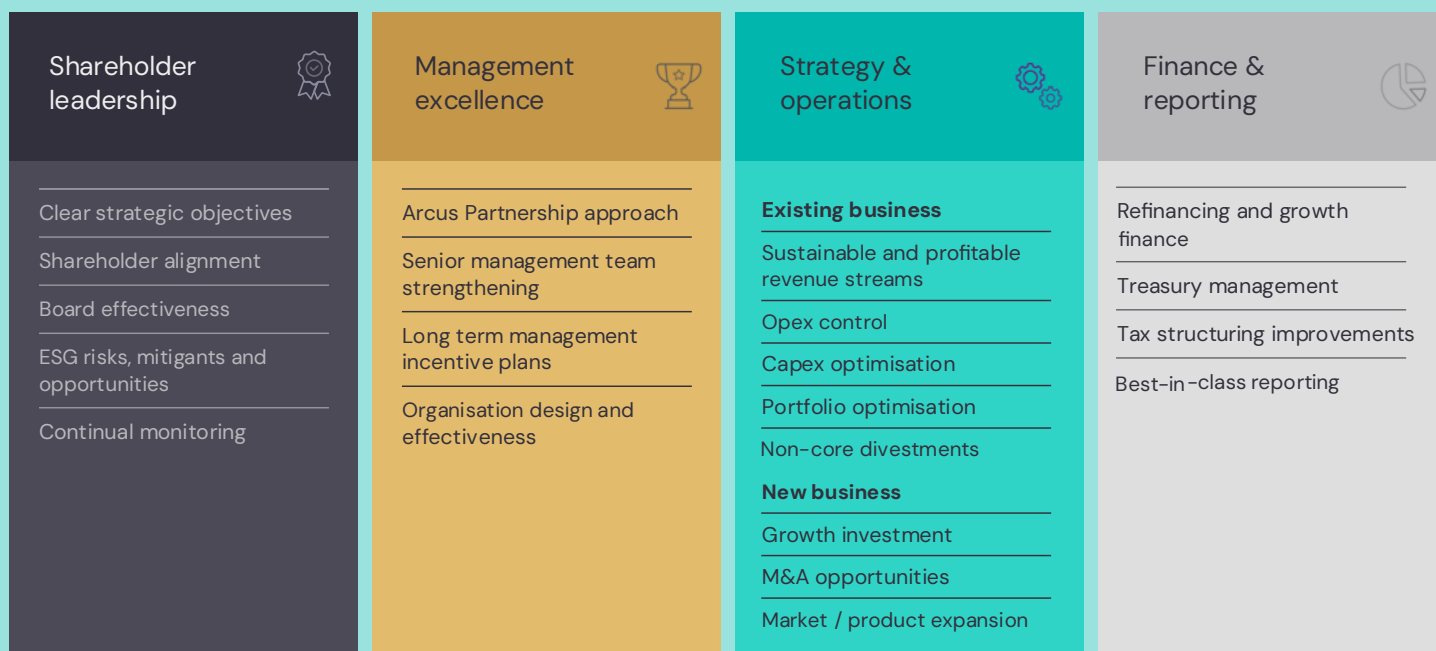 Shareholder
leadership
Clear strategic objectives
Shareholder alignment
Board effectiveness
ESG risks, mitigants and
opportunities
Continual monitoring
Management
excellence
Arcus Partnership approach
Senior management team
strengthening
Long term management
incentive plans
Organisation design and
effectiveness
Strategy &
operations
Existing business
Sustainable and profitable
revenue streams
Opex control
Capex optimisation
Portfolio optimisation
Non-core divestments
New business
Growth investment
M&A opportunities
Market / product expansion
Finance &
reporting
Refinancing and growth
finance
Treasury management
Tax structuring improvements
Best-in-class reporting